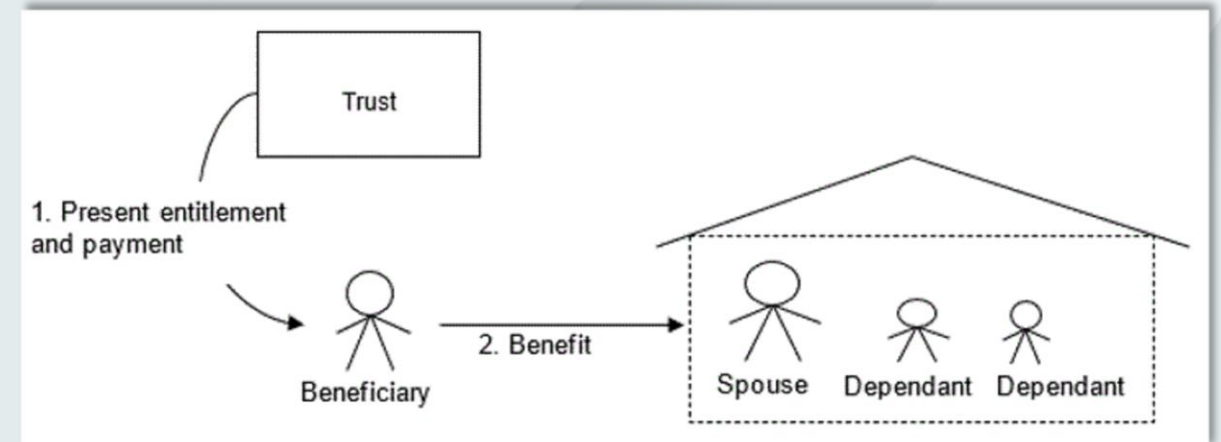 Trust
1. Present entitlement
and payment
2. Benefit
Beneficiary
Spouse
Dependant
Dependant